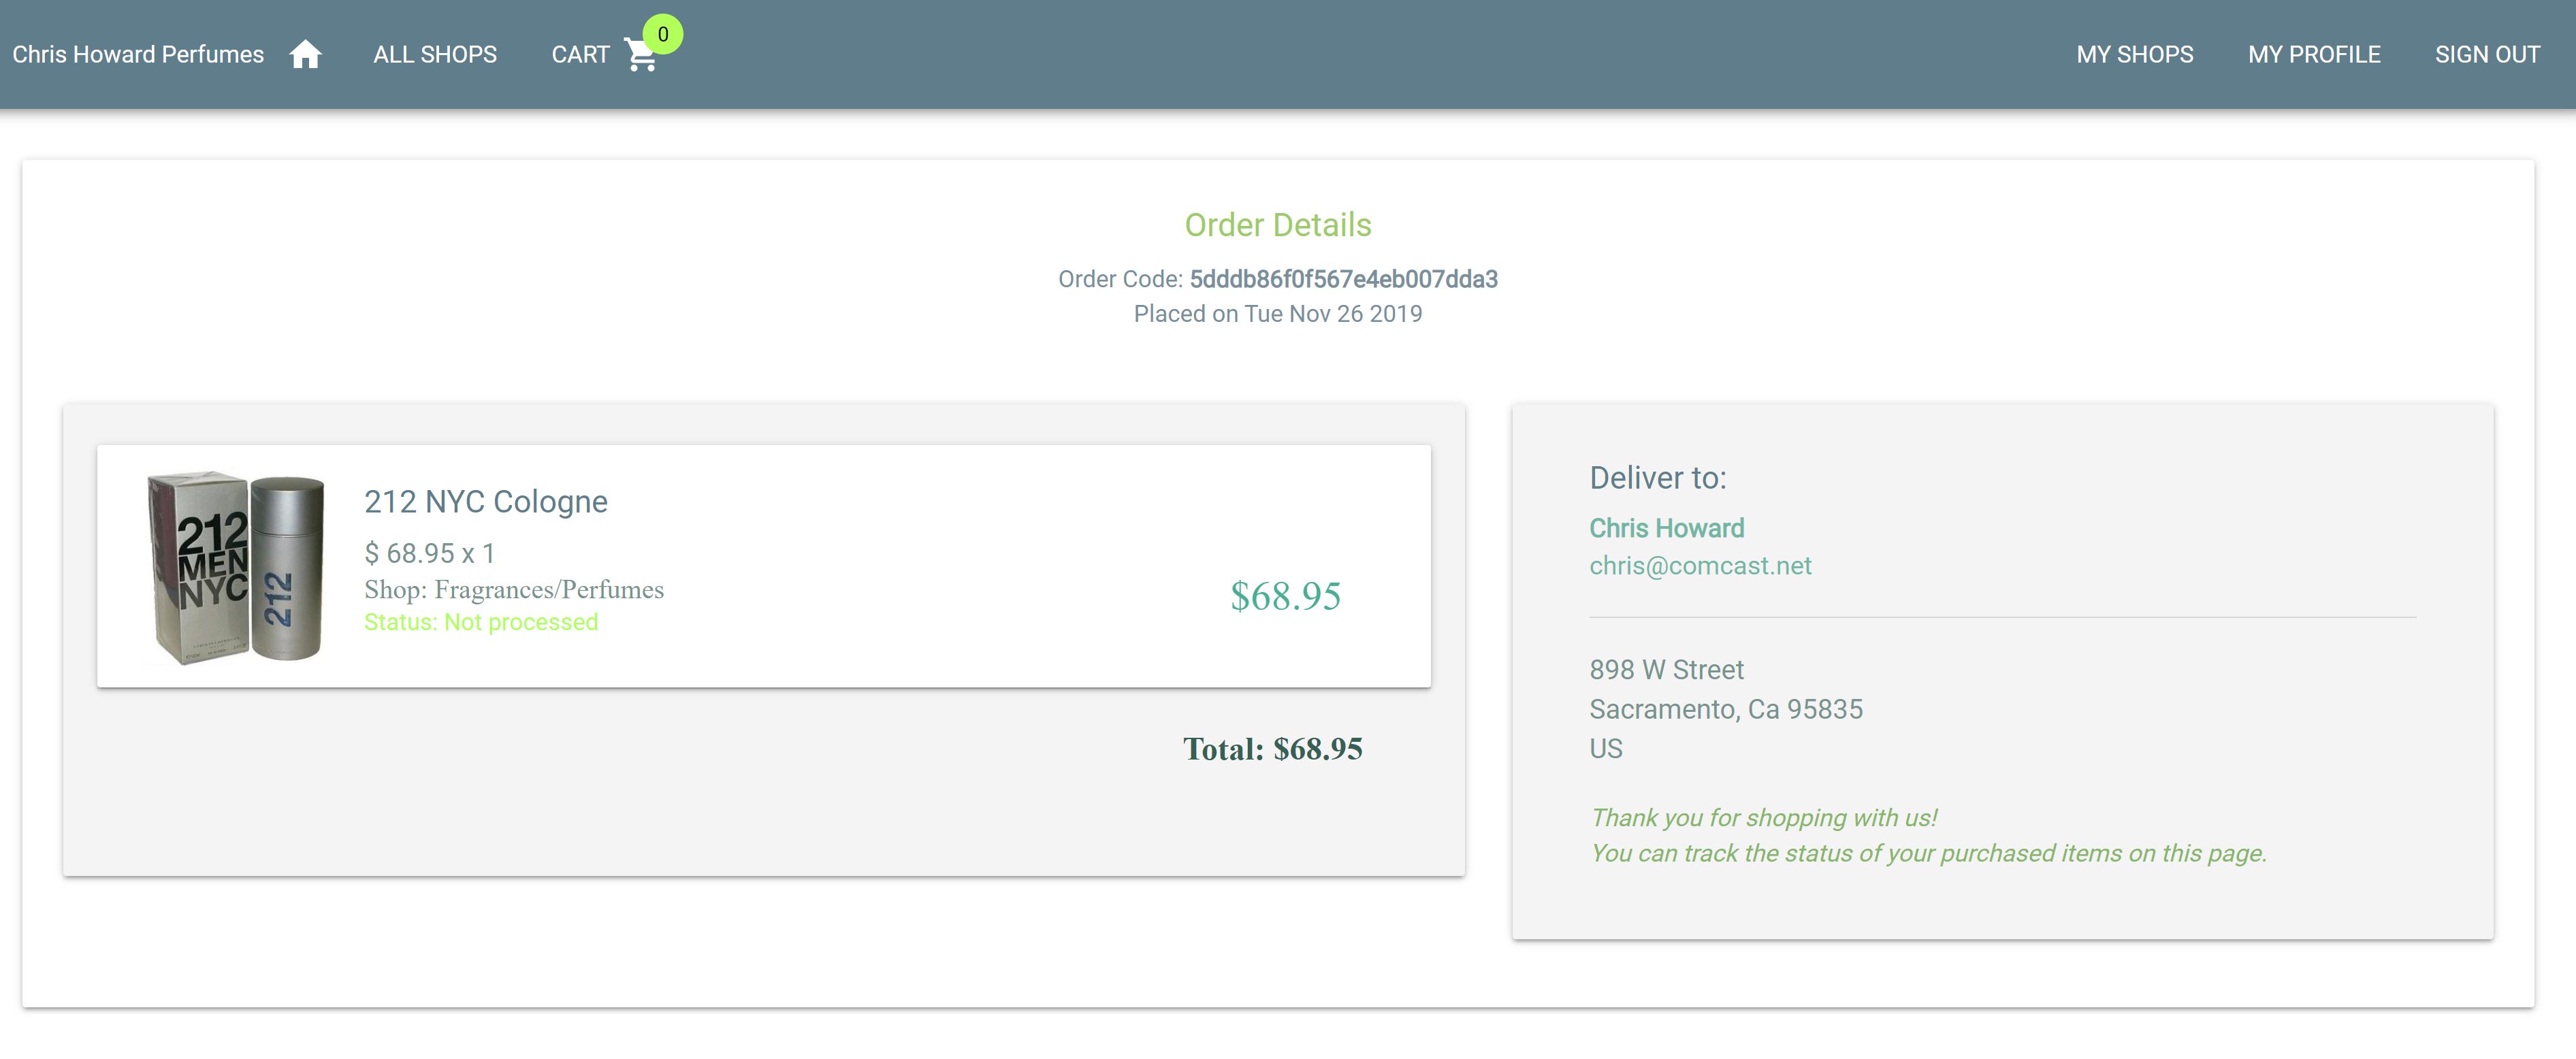 Chris Howard Perfumes
ALL SHOPS
CART
0
MY SHOPS
MY PROFILE
SIGN OUT
Order Details
Order Code: 5dddb86f0f567e4eb007dda3
Placed on Tue Nov 26 2019
212
MEN
NYC
212
212 NYC Cologne
$ 68.95 x 1
Shop: Fragrances/Perfumes
Status: Not processed
$68.95
Total: $68.95
Deliver to:
Chris Howard
chris@comcast.net
898 W Street
Sacramento, Ca 95835
US
Thank you for shopping with us!
You can track the status of your purchased items on this page.